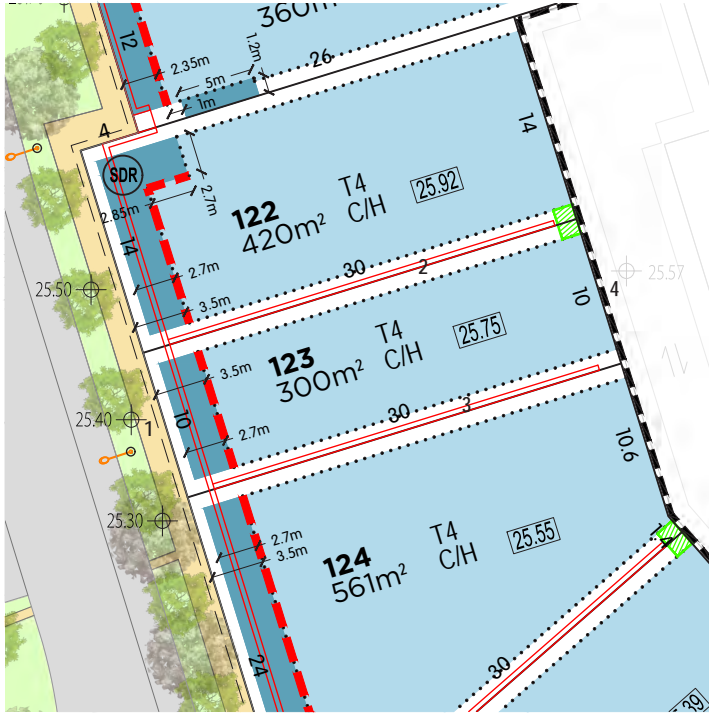 360m
12
2.35m
1.2m
26
5m
1m
4
14
SDR
T4
C/H
25.92
2.7m
2.85m
122
420m²
14
2.7m
30
2
25.57
25.50
3.5m
10
4
T4
C/H
25.75
123
300m²
3.5m
10
25.40
1
2.7m
30
3
10.6
25.30
2.7m
3.5m
T4
C/H
25.55
124
561m²
24
30
.39